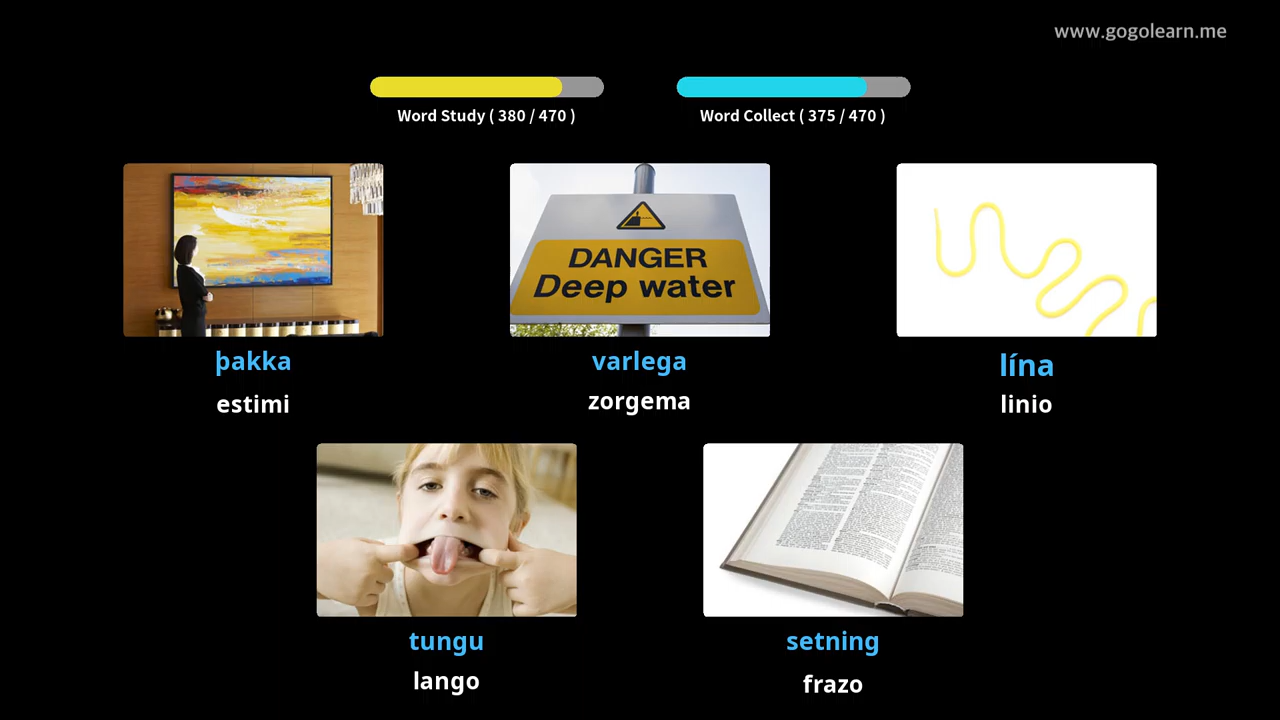 www.gogolearn.me
Word Study ( 380 / 470 )
Word Collect ( 375 / 470 )
DANGER
Deep water
þakka
varlega
lína
estimi
zorgema
linio
tungu
setning
lango
frazo